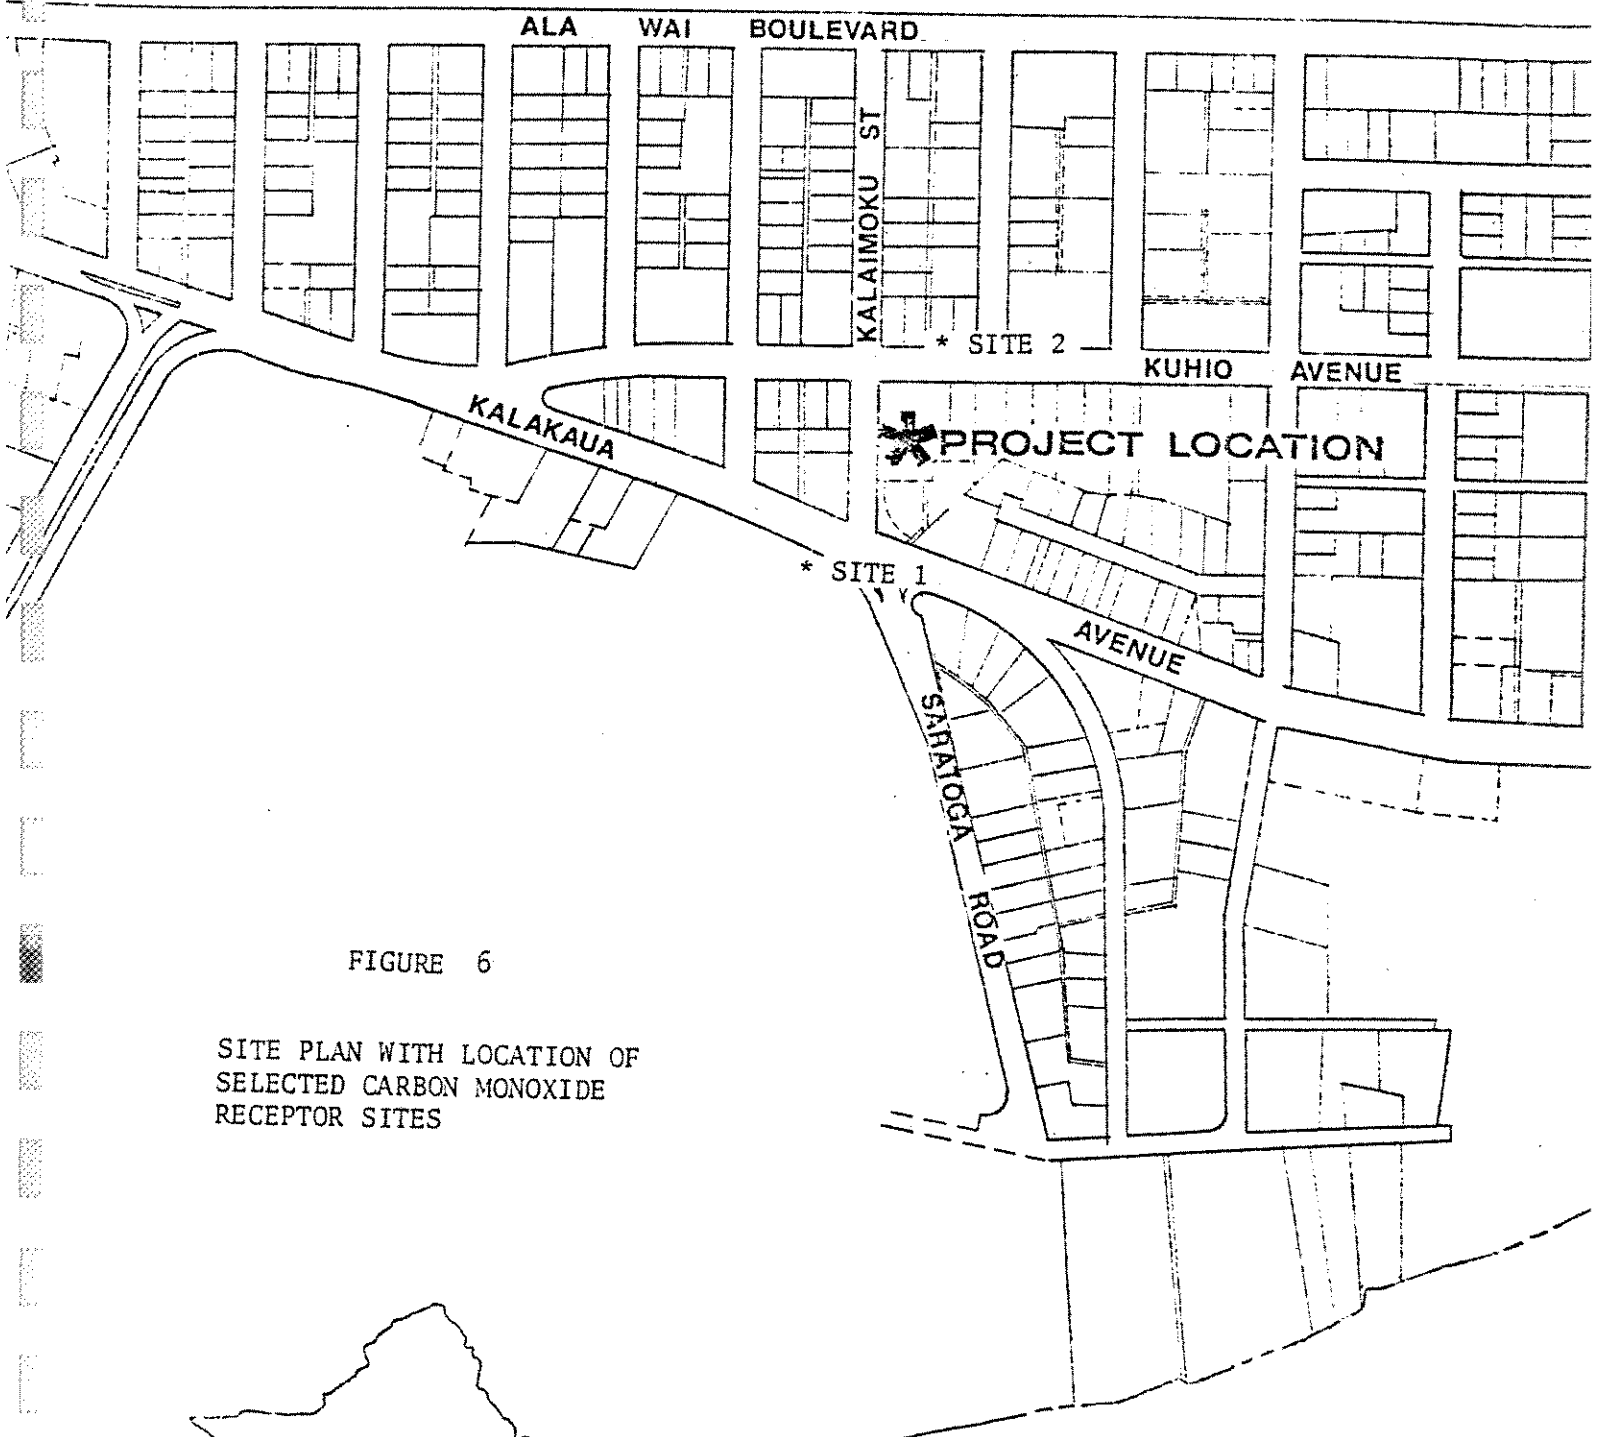 ALA WAI BOULEVARD
KALAIMOKU ST
* SITE 2
KUHIO AVENUE
KALAKAUA
PROJECT LOCATION
* SITE 1
AVENUE
SARATOGA ROAD
FIGURE 6
SITE PLAN WITH LOCATION OF
SELECTED CARBON MONOXIDE
RECEPTOR SITES